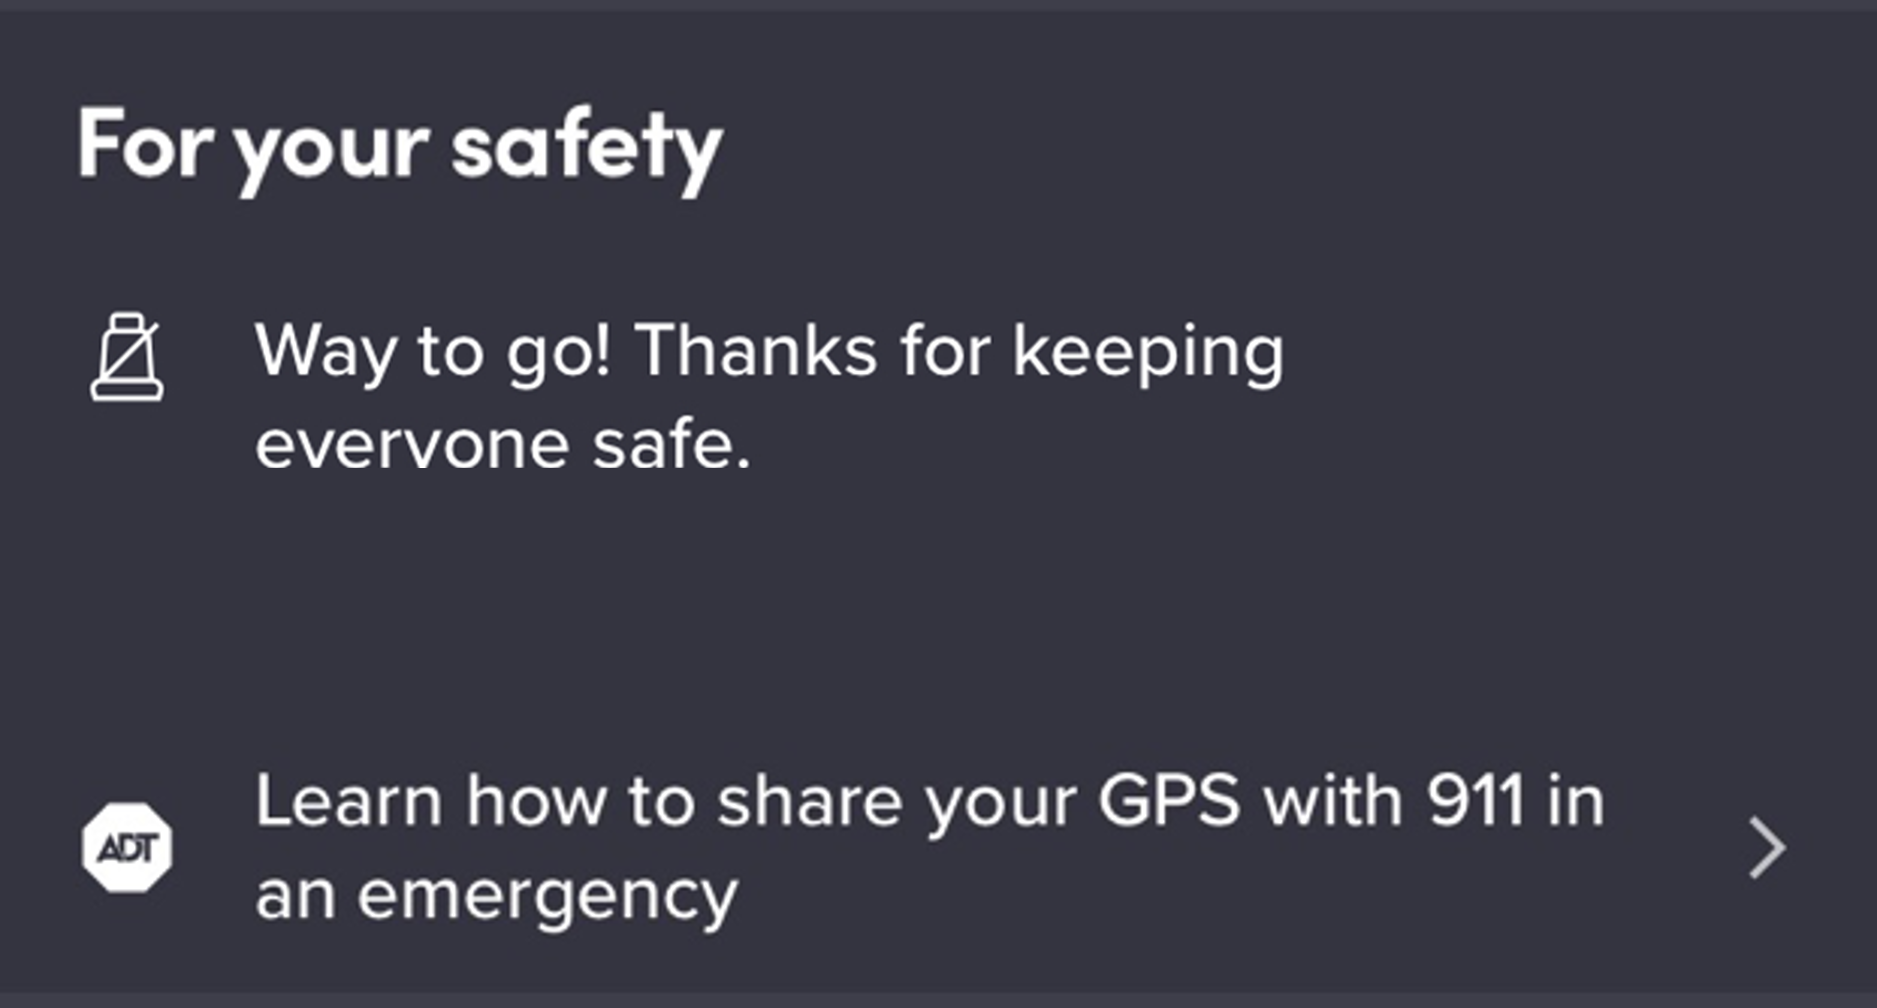 For your safety
Way to go! Thanks for keeping
everyone safe.
ADT
Learn how to share your GPS with 911 in
an emergency